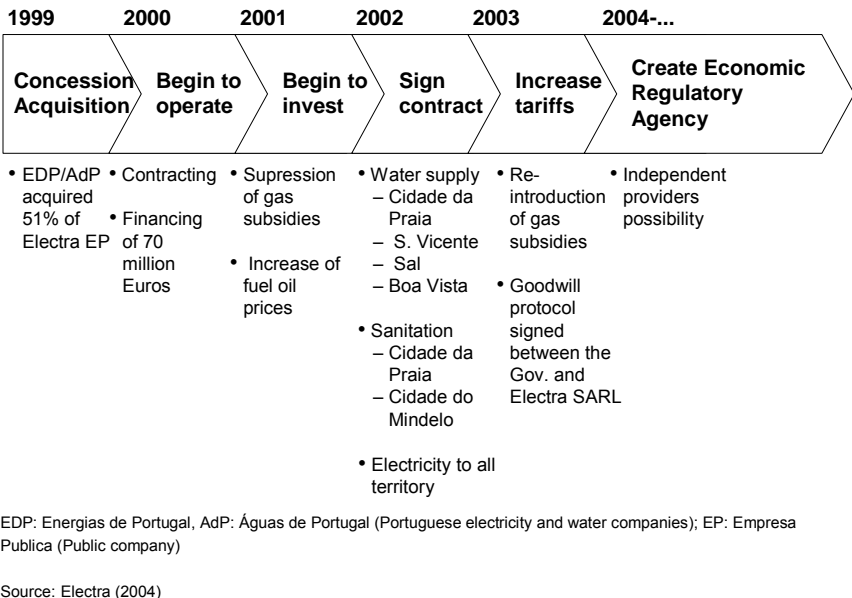 1999 2000 2001 2002 2003 2004-...
Concession
Acquisition
Begin to
operate
Begin to
invest
Sign
contract
Increase
tariffs
Create Economic
Regulatory
Agency
• EDP/AdP
acquired
51% of
Electra EP
• Contracting
• Financing
of 70
million
Euros
• Supression
of gas
subsidies
• Increase of
fuel oil
prices
• Water supply
– Cidade da
Praia
– S. Vicente
– Sal
– Boa Vista
• Sanitation
– Cidade da
Praia
– Cidade do
Mindelo
• Electricity to all
territory
• Re-
introduction
of gas
subsidies
• Goodwill
protocol
signed
between the
Gov. and
Electra SARL
• Independent
providers
possibility
EDP: Energias de Portugal, AdP: Águas de Portugal (Portuguese electricity and water companies); EP: Empresa
Publica (Public company)
Source: Electra (2004)